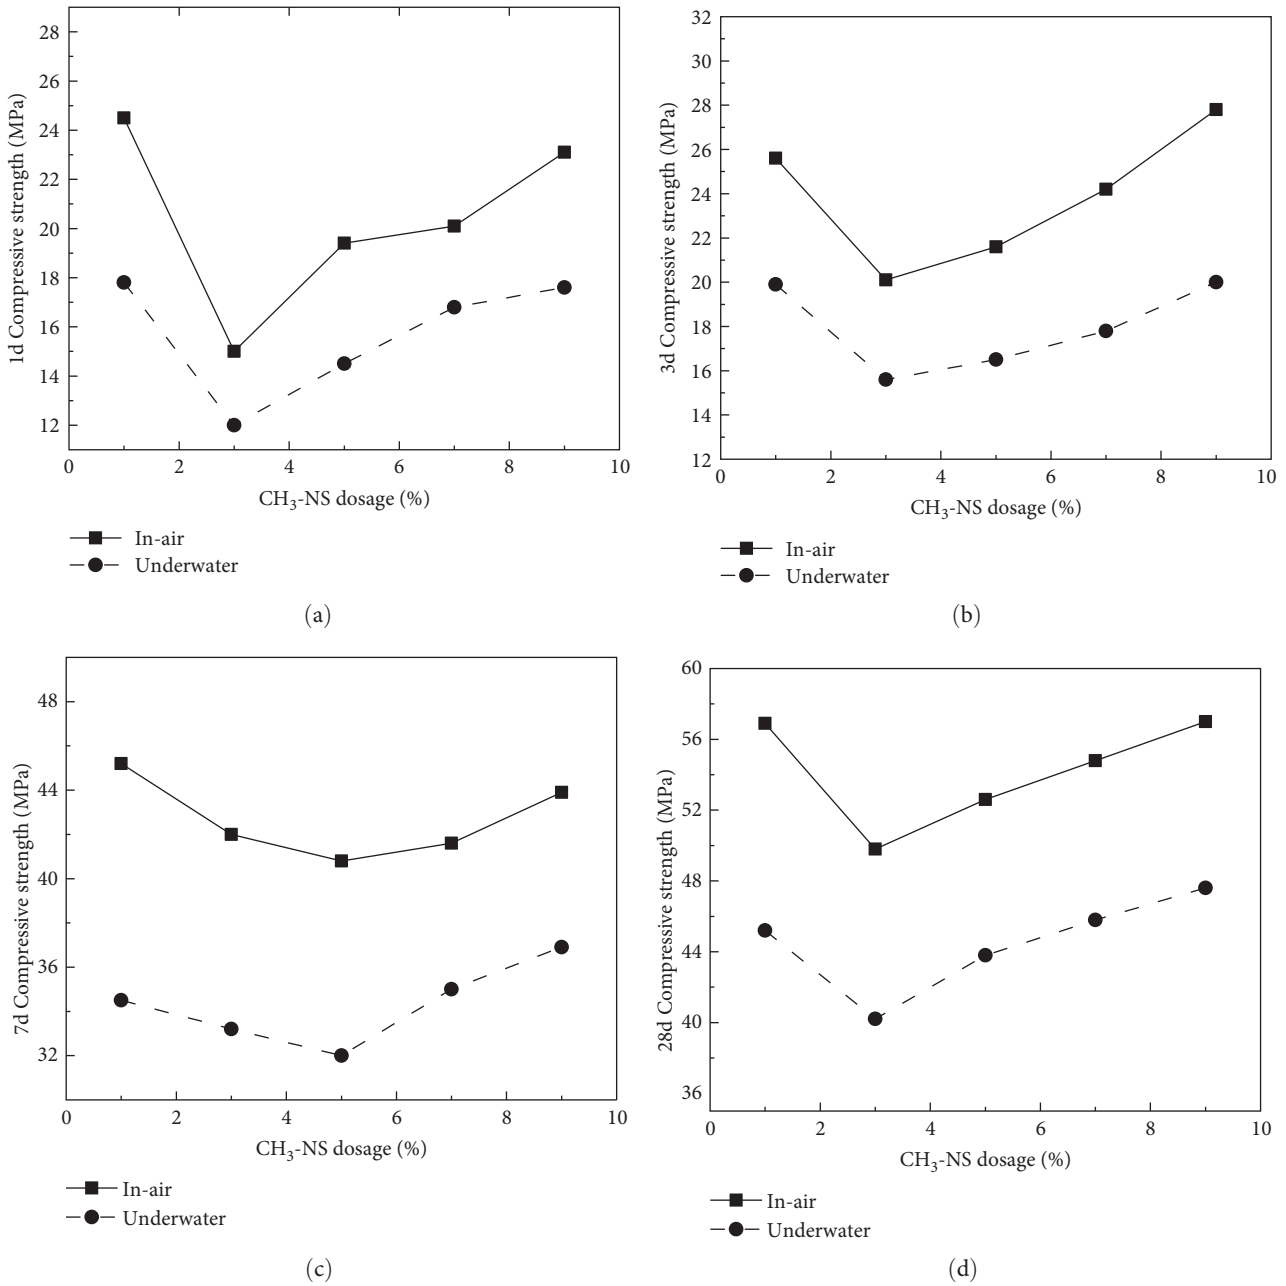 28
26
24
22
20
18
16
14
12
1d Compressive strength (MPa)
0
2
4
6
8
10
CH₃-NS dosage (%)
In-air
Underwater
(a)
32
30
28
26
24
22
20
18
16
14
12
3d Compressive strength (MPa)
0
2
4
6
8
10
CH₃-NS dosage (%)
In-air
Underwater
(b)
48
44
40
36
32
7d Compressive strength (MPa)
0
2
4
6
8
10
CH₃-NS dosage (%)
In-air
Underwater
(c)
60
56
52
48
44
40
36
28d Compressive strength (MPa)
0
2
4
6
8
10
CH₃-NS dosage (%)
In-air
Underwater
(d)